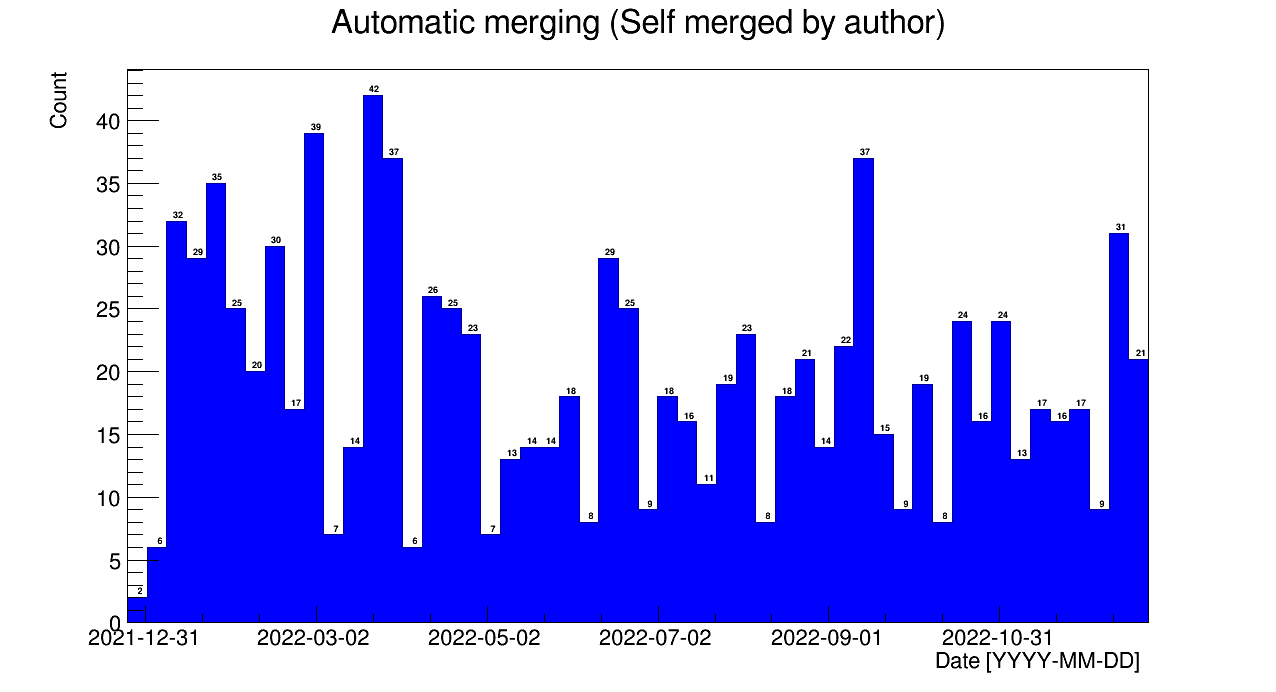 Automatic merging (Self merged by author)
Count
40
35
30
25
20
15
10
5
0
2 6 32 29 35 25 20 30 17 39 7 14 42 37 6 26 25 23 7 13 14 14 18 8 29 25 9 18 16 11 19 23 8 18 21 14 22 37 15 9 19 8 24 16 24 13 17 16 17 9 31 21
2021-12-31 2022-03-02 2022-05-02 2022-07-02 2022-09-01 2022-10-31
Date [YYYY-MM-DD]